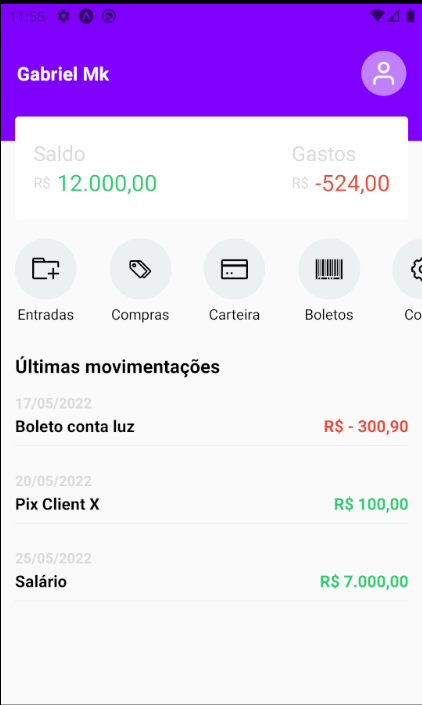 11:55
Gabriel Mk
Saldo Gastos
R$ 12.000,00 R$ -524,00
Entradas Compras Carteira Boletos Co
Últimas movimentações
17/05/2022
Boleto conta luz R$ - 300,90
20/05/2022
Pix Client X R$ 100,00
25/05/2022
Salário R$ 7.000,00